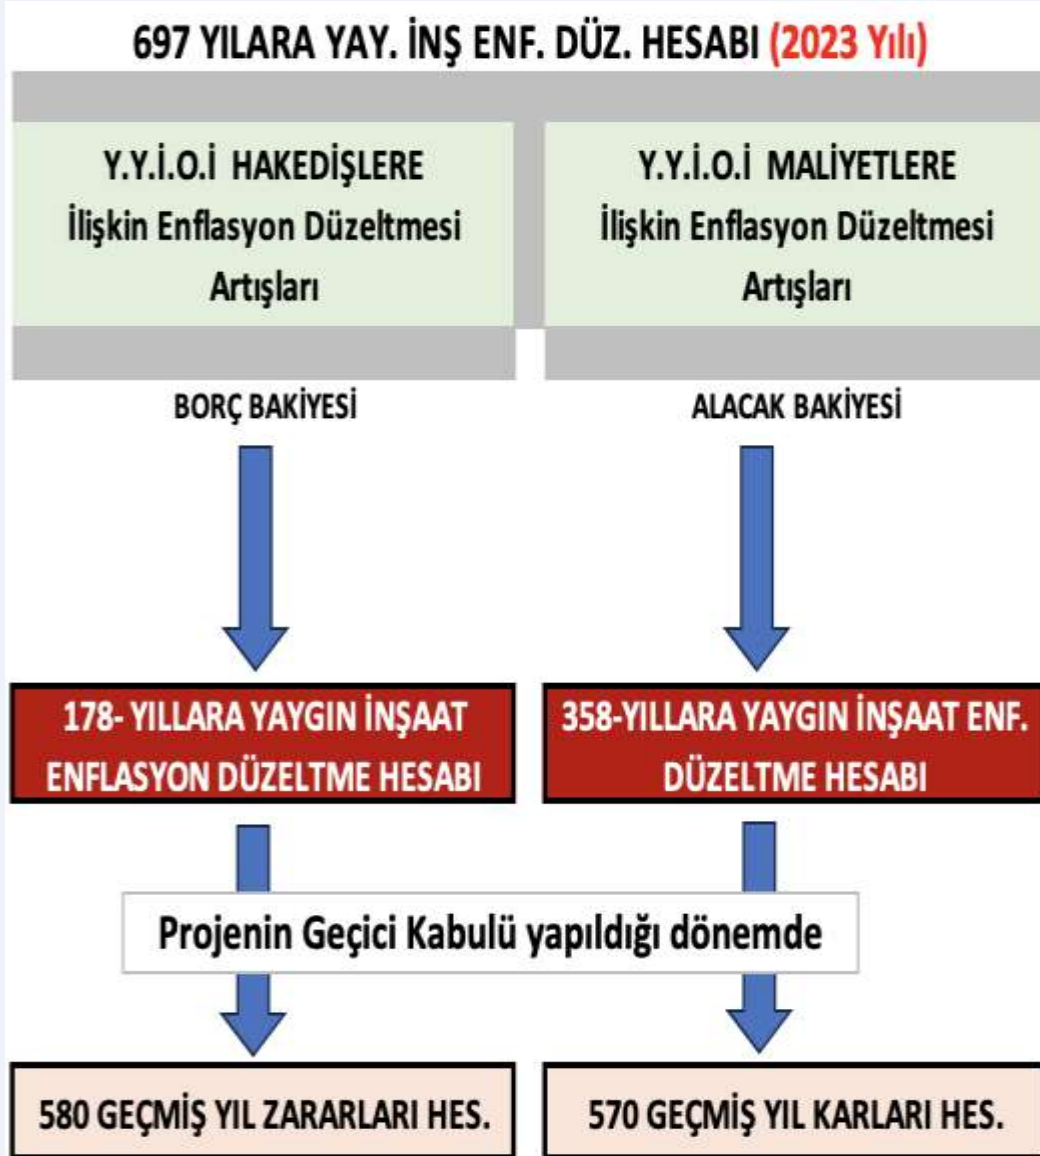 697 YILARA YAY. İNŞ ENF. DÜZ. HESABI (2023 Yılı)
Y.Y.İ.O.İ HAKEDİŞLERE
İlişkin Enflasyon Düzeltmesi
Artışları
Y.Y.İ.O.İ MALİYETLERE
İlişkin Enflasyon Düzeltmesi
Artışları
BORÇ BAKİYESİ
ALACAK BAKİYESİ
178- YILLARA YAYGIN İNŞAAT
ENFLASYON DÜZELTME HESABI
358-YILLARA YAYGIN İNŞAAT ENF.
DÜZELTME HESABI
Projenin Geçici Kabulü yapıldığı dönemde
580 GEÇMİŞ YIL ZARARLARI HES.
570 GEÇMİŞ YIL KARLARI HES.